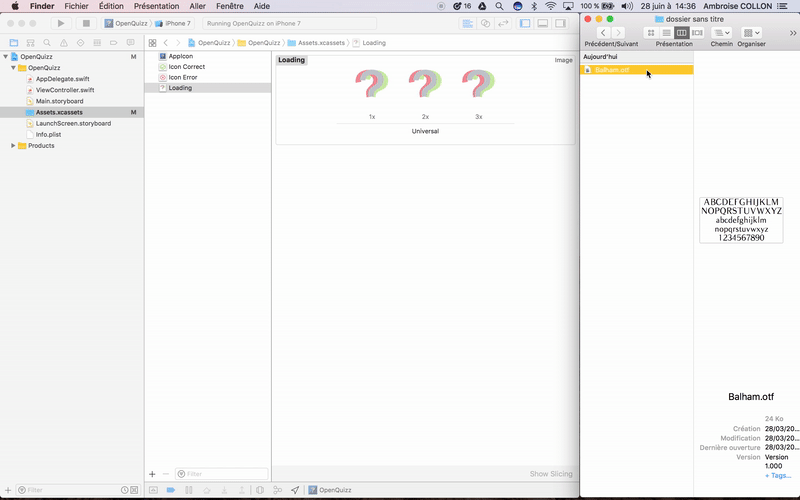 Finder Fichier Édition Présentation Aller Fenêtre Aide
16
100 % 28 juin à 14:36 Ambroise COLLON
OpenQuizz iPhone 7
Running OpenQuizz on iPhone 7
OpenQuizz M
OpenQuizz
AppDelegate.swift
ViewController.swift
Main.storyboard
Assets.xcassets M
LaunchScreen.storyboard
Info.plist
Products
Filter
OpenQuizz OpenQuizz Assets.xcassets Loading
AppIcon
Icon Correct
Icon Error
Loading
Filter
Loading Image
? ? ?
1x 2x 3x
Universal
Show Slicing
OpenQuizz
dossier sans titre
Précédent/Suivant Présentation Chemin Organiser
Aujourd'hui
Balham.otf
ABCDEFGHIJKLM
NOPQRSTUVWXYZ
abcdefghijklm
nopqrstuvwxyz
1234567890
Balham.otf
24 Ko
Création 28/03/20...
Modification 28/03/20...
Dernière ouverture 28/03/20...
Version Version
1.000
+ Tags...